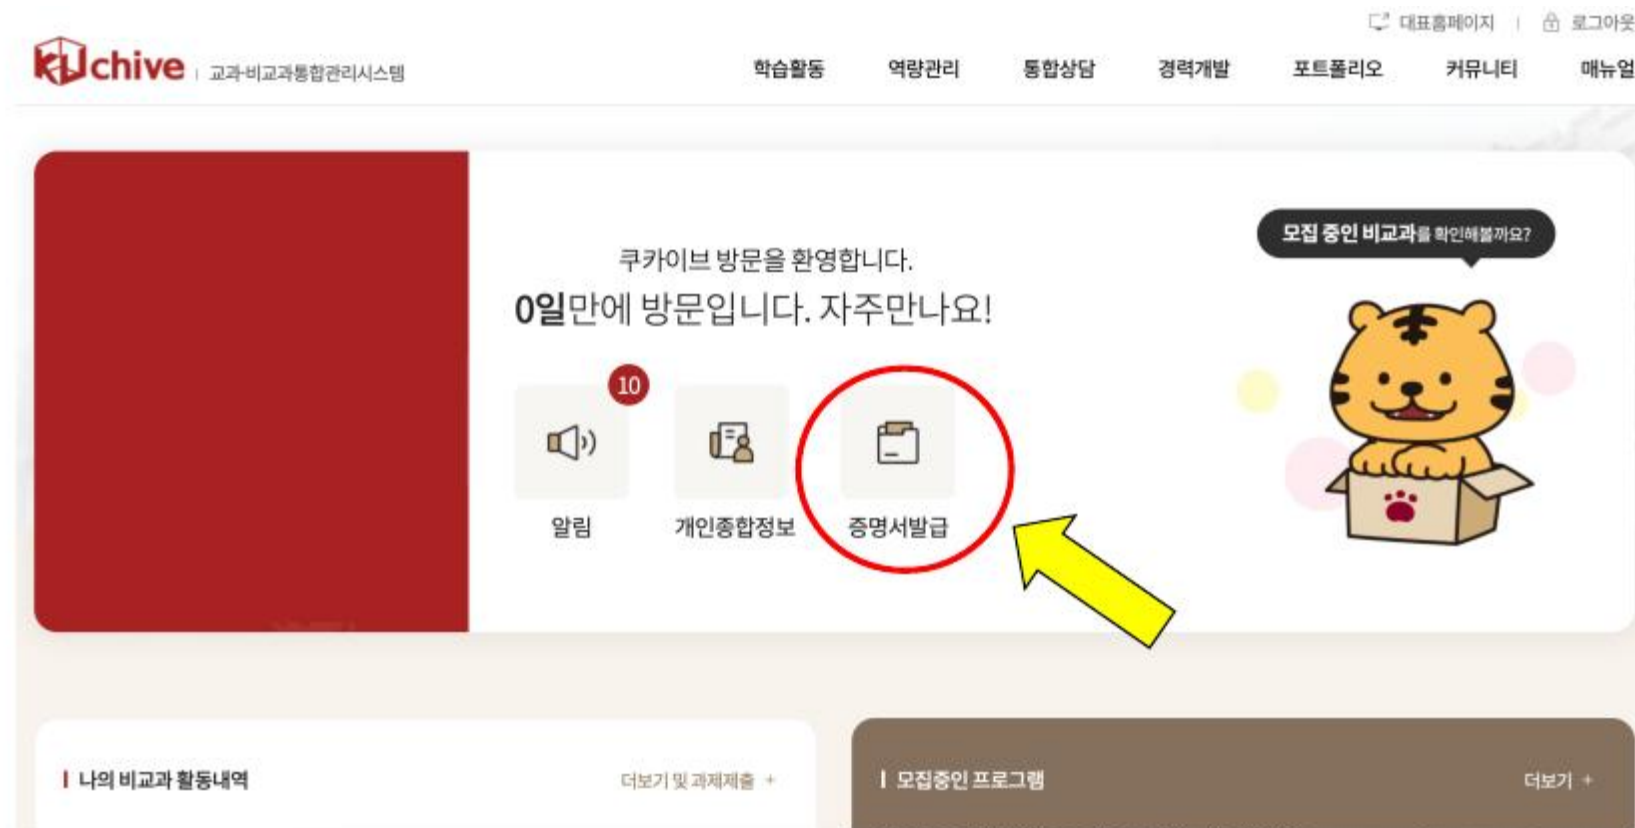 대표홈페이지 | 로그아웃
KUchive | 교과-비교과통합관리시스템
학습활동 역량관리 통합상담 경력개발 포트폴리오 커뮤니티 매뉴얼
모집 중인 비교과를 확인해볼까요?
쿠카이브 방문을 환영합니다.
0일만에 방문입니다. 자주만나요!
10
알림 개인종합정보 증명서발급
나의 비교과 활동내역 더보기 및 과제제출 +
모집중인 프로그램 더보기 +